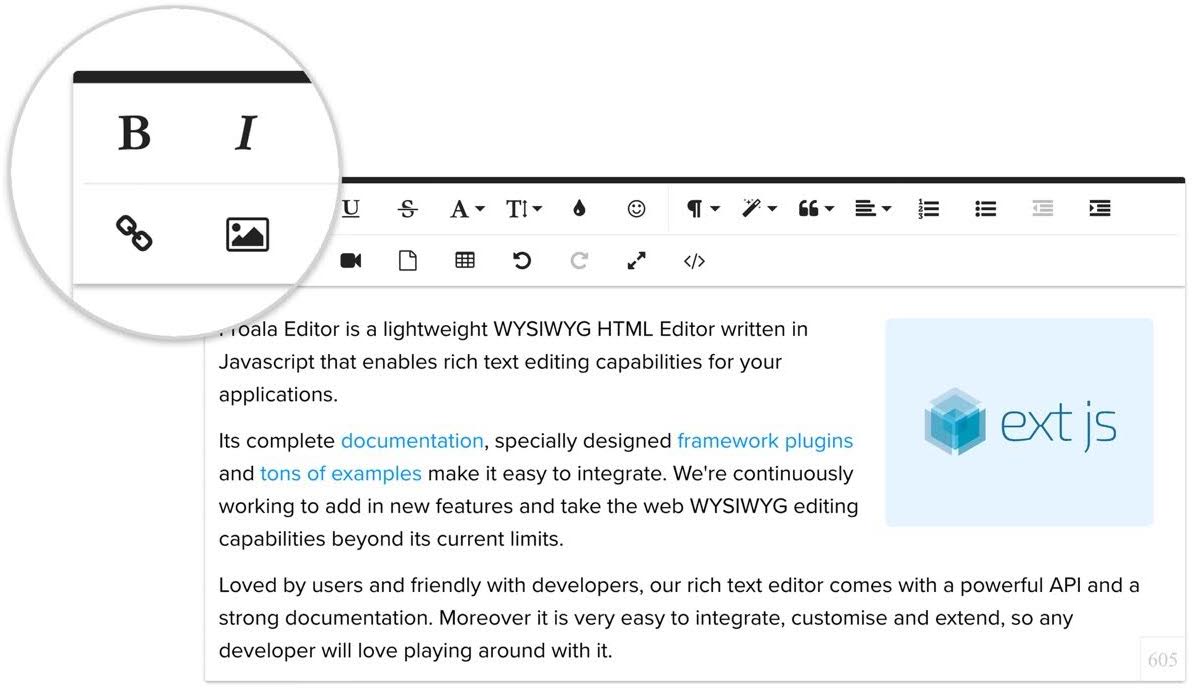 B I
U S A T
Froala Editor is a lightweight WYSIWYG HTML Editor written in
Javascript that enables rich text editing capabilities for your
applications.
ext js
Its complete documentation, specially designed framework plugins
and tons of examples make it easy to integrate. We're continuously
working to add in new features and take the web WYSIWYG editing
capabilities beyond its current limits.
Loved by users and friendly with developers, our rich text editor comes with a powerful API and a
strong documentation. Moreover it is very easy to integrate, customise and extend, so any
developer will love playing around with it.
605